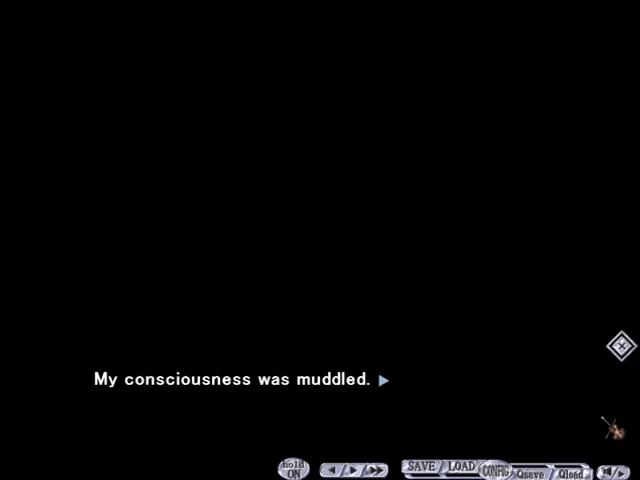 My consciousness was muddled.
hold
ON
SAVE / LOAD CONFIG Qsave / Qload